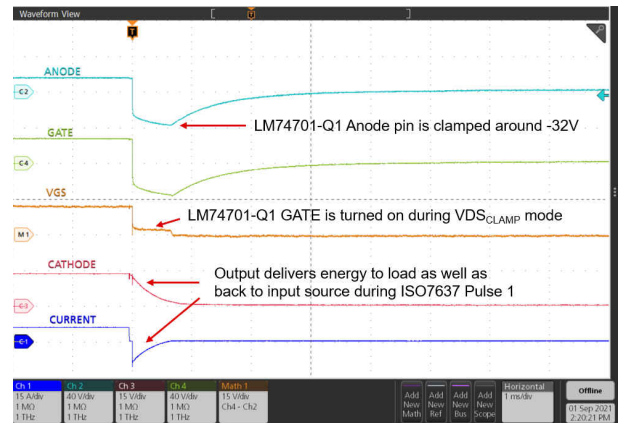 Waveform View
T
ANODE
C2
LM74701-Q1 Anode pin is clamped around -32V
GATE
C4
VGS
LM74701-Q1 GATE is turned on during VDSCLAMP mode
M1
CATHODE
Output delivers energy to load as well as
back to input source during ISO7637 Pulse 1
C3
CURRENT
C1
Ch 1 Ch 2 Ch 3 Ch 4 Math 1 Horizontal
15 A/div 40 V/div 15 V/div 40 V/div 15 V/div Add Add Add Add 1 ms/div Offline
1 MΩ 1 MΩ 1 MΩ 1 MΩ Ch4 - Ch2 New New New New 01 Sep 2021
1 THz 1 THz 1 THz 1 THz Math Ref Bus Scope 2:20:21 PM